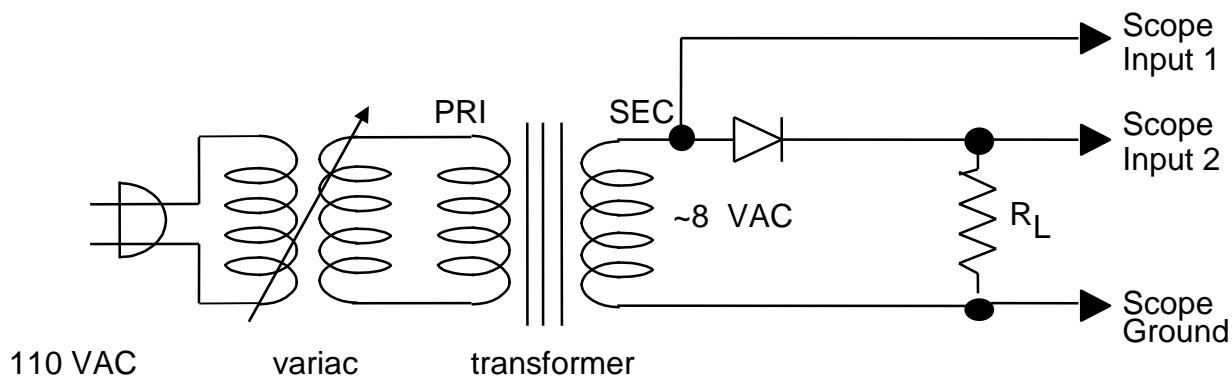 Scope
Input 1
PRI
SEC
Scope
Input 2
~8 VAC
RL
Scope
Ground
110 VAC
variac
transformer